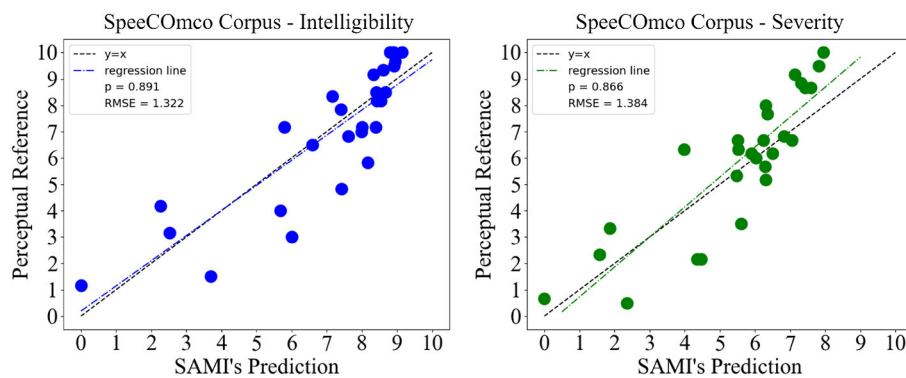 SpeeCOmco Corpus - Intelligibility
10
9
8
7
6
5
4
3
2
1
0
Perceptual Reference
y=x
regression line
p = 0.891
RMSE = 1.322
0 1 2 3 4 5 6 7 8 9 10
SAMI's Prediction
SpeeCOmco Corpus - Severity
10
9
8
7
6
5
4
3
2
1
0
Perceptual Reference
y=x
regression line
p = 0.866
RMSE = 1.384
0 1 2 3 4 5 6 7 8 9 10
SAMI's Prediction